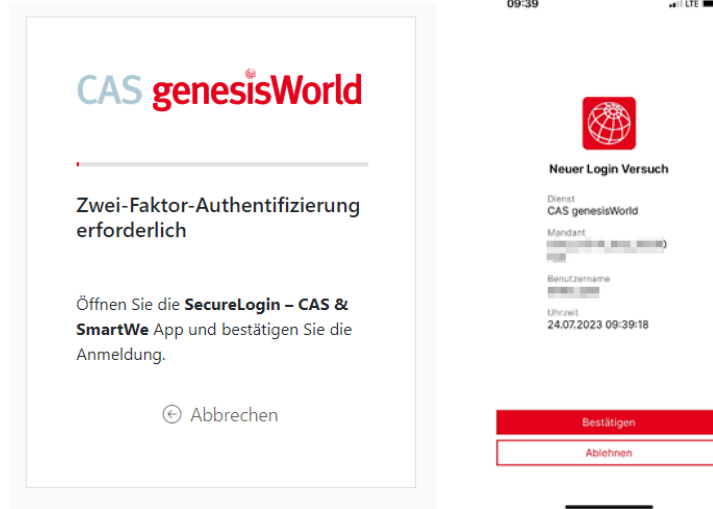 CAS genesisWorld
Zwei-Faktor-Authentifizierung
erforderlich
Öffnen Sie die SecureLogin – CAS &
SmartWe App und bestätigen Sie die
Anmeldung.
Abbrechen
09:39
LTE
Neuer Login Versuch
Dienst
CAS genesisWorld
Mandant
)
Benutzername
Uhrzeit
24.07.2023 09:39:18
Bestätigen
Ablehnen